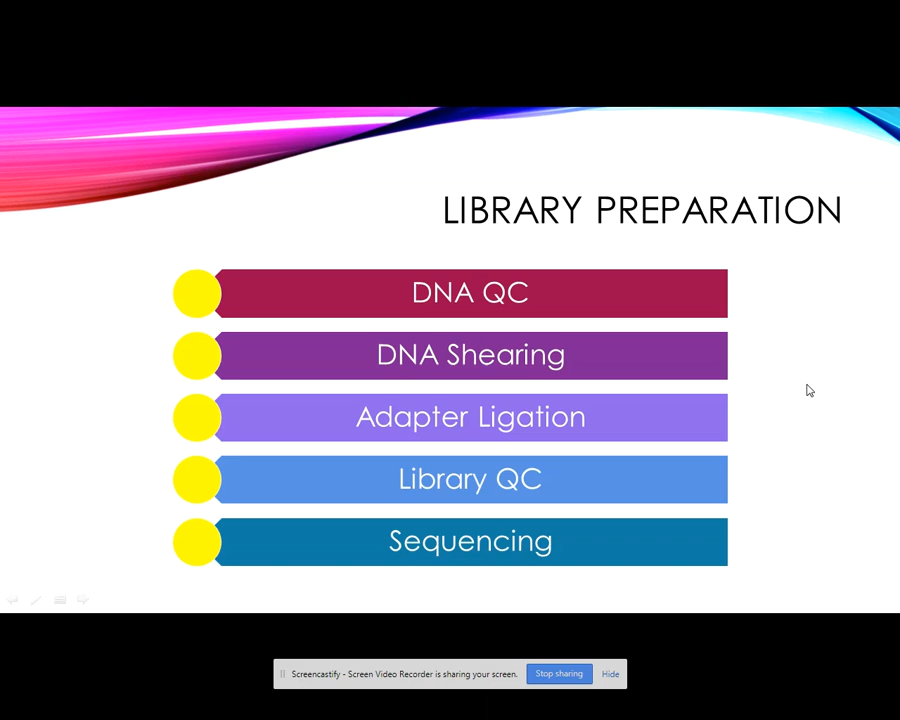 LIBRARY PREPARATION
DNA QC
DNA Shearing
Adapter Ligation
Library QC
Sequencing
Screencastify - Screen Video Recorder is sharing your screen. Stop sharing Hide